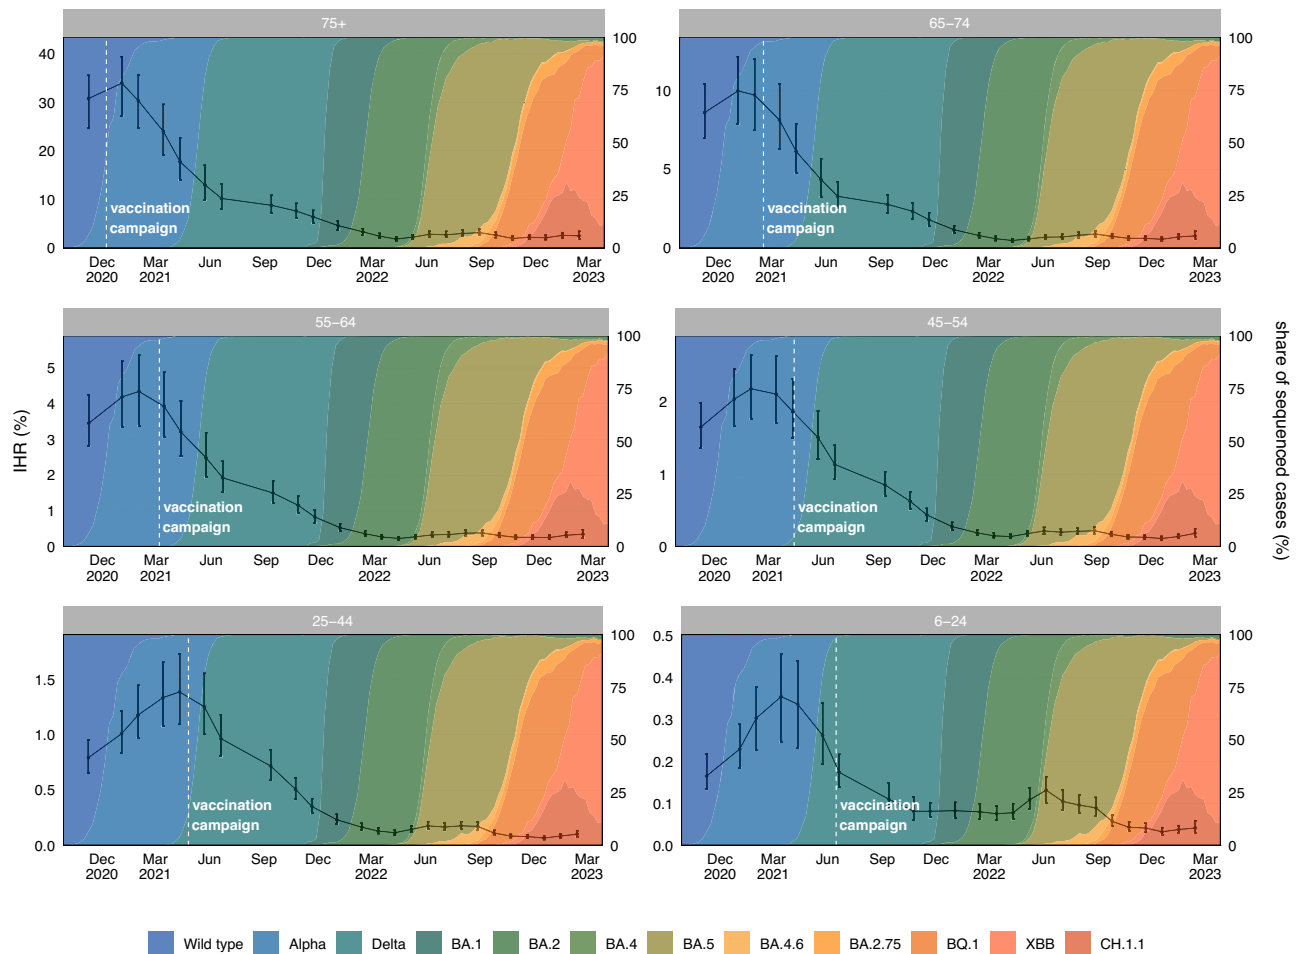 75+
65−74
40
30
20
10
0
100
75
50
25
0
10
5
0
100
75
50
25
0
vaccination
campaign
vaccination
campaign
Dec
2020
Mar
2021
Jun
Sep
Dec
Mar
2022
Jun
Sep
Dec
Mar
2023
Dec
2020
Mar
2021
Jun
Sep
Dec
Mar
2022
Jun
Sep
Dec
Mar
2023
55−64
45−54
IHR (%)
5
4
3
2
1
0
100
75
50
25
0
2
1
0
100
75
50
25
0
share of sequenced cases (%)
vaccination
campaign
vaccination
campaign
Dec
2020
Mar
2021
Jun
Sep
Dec
Mar
2022
Jun
Sep
Dec
Mar
2023
Dec
2020
Mar
2021
Jun
Sep
Dec
Mar
2022
Jun
Sep
Dec
Mar
2023
25−44
6−24
1.5
1.0
0.5
0.0
100
75
50
25
0
0.5
0.4
0.3
0.2
0.1
0.0
100
75
50
25
0
vaccination
campaign
vaccination
campaign
Dec
2020
Mar
2021
Jun
Sep
Dec
Mar
2022
Jun
Sep
Dec
Mar
2023
Dec
2020
Mar
2021
Jun
Sep
Dec
Mar
2022
Jun
Sep
Dec
Mar
2023
Wild type Alpha Delta BA.1 BA.2 BA.4 BA.5 BA.4.6 BA.2.75 BQ.1 XBB CH.1.1